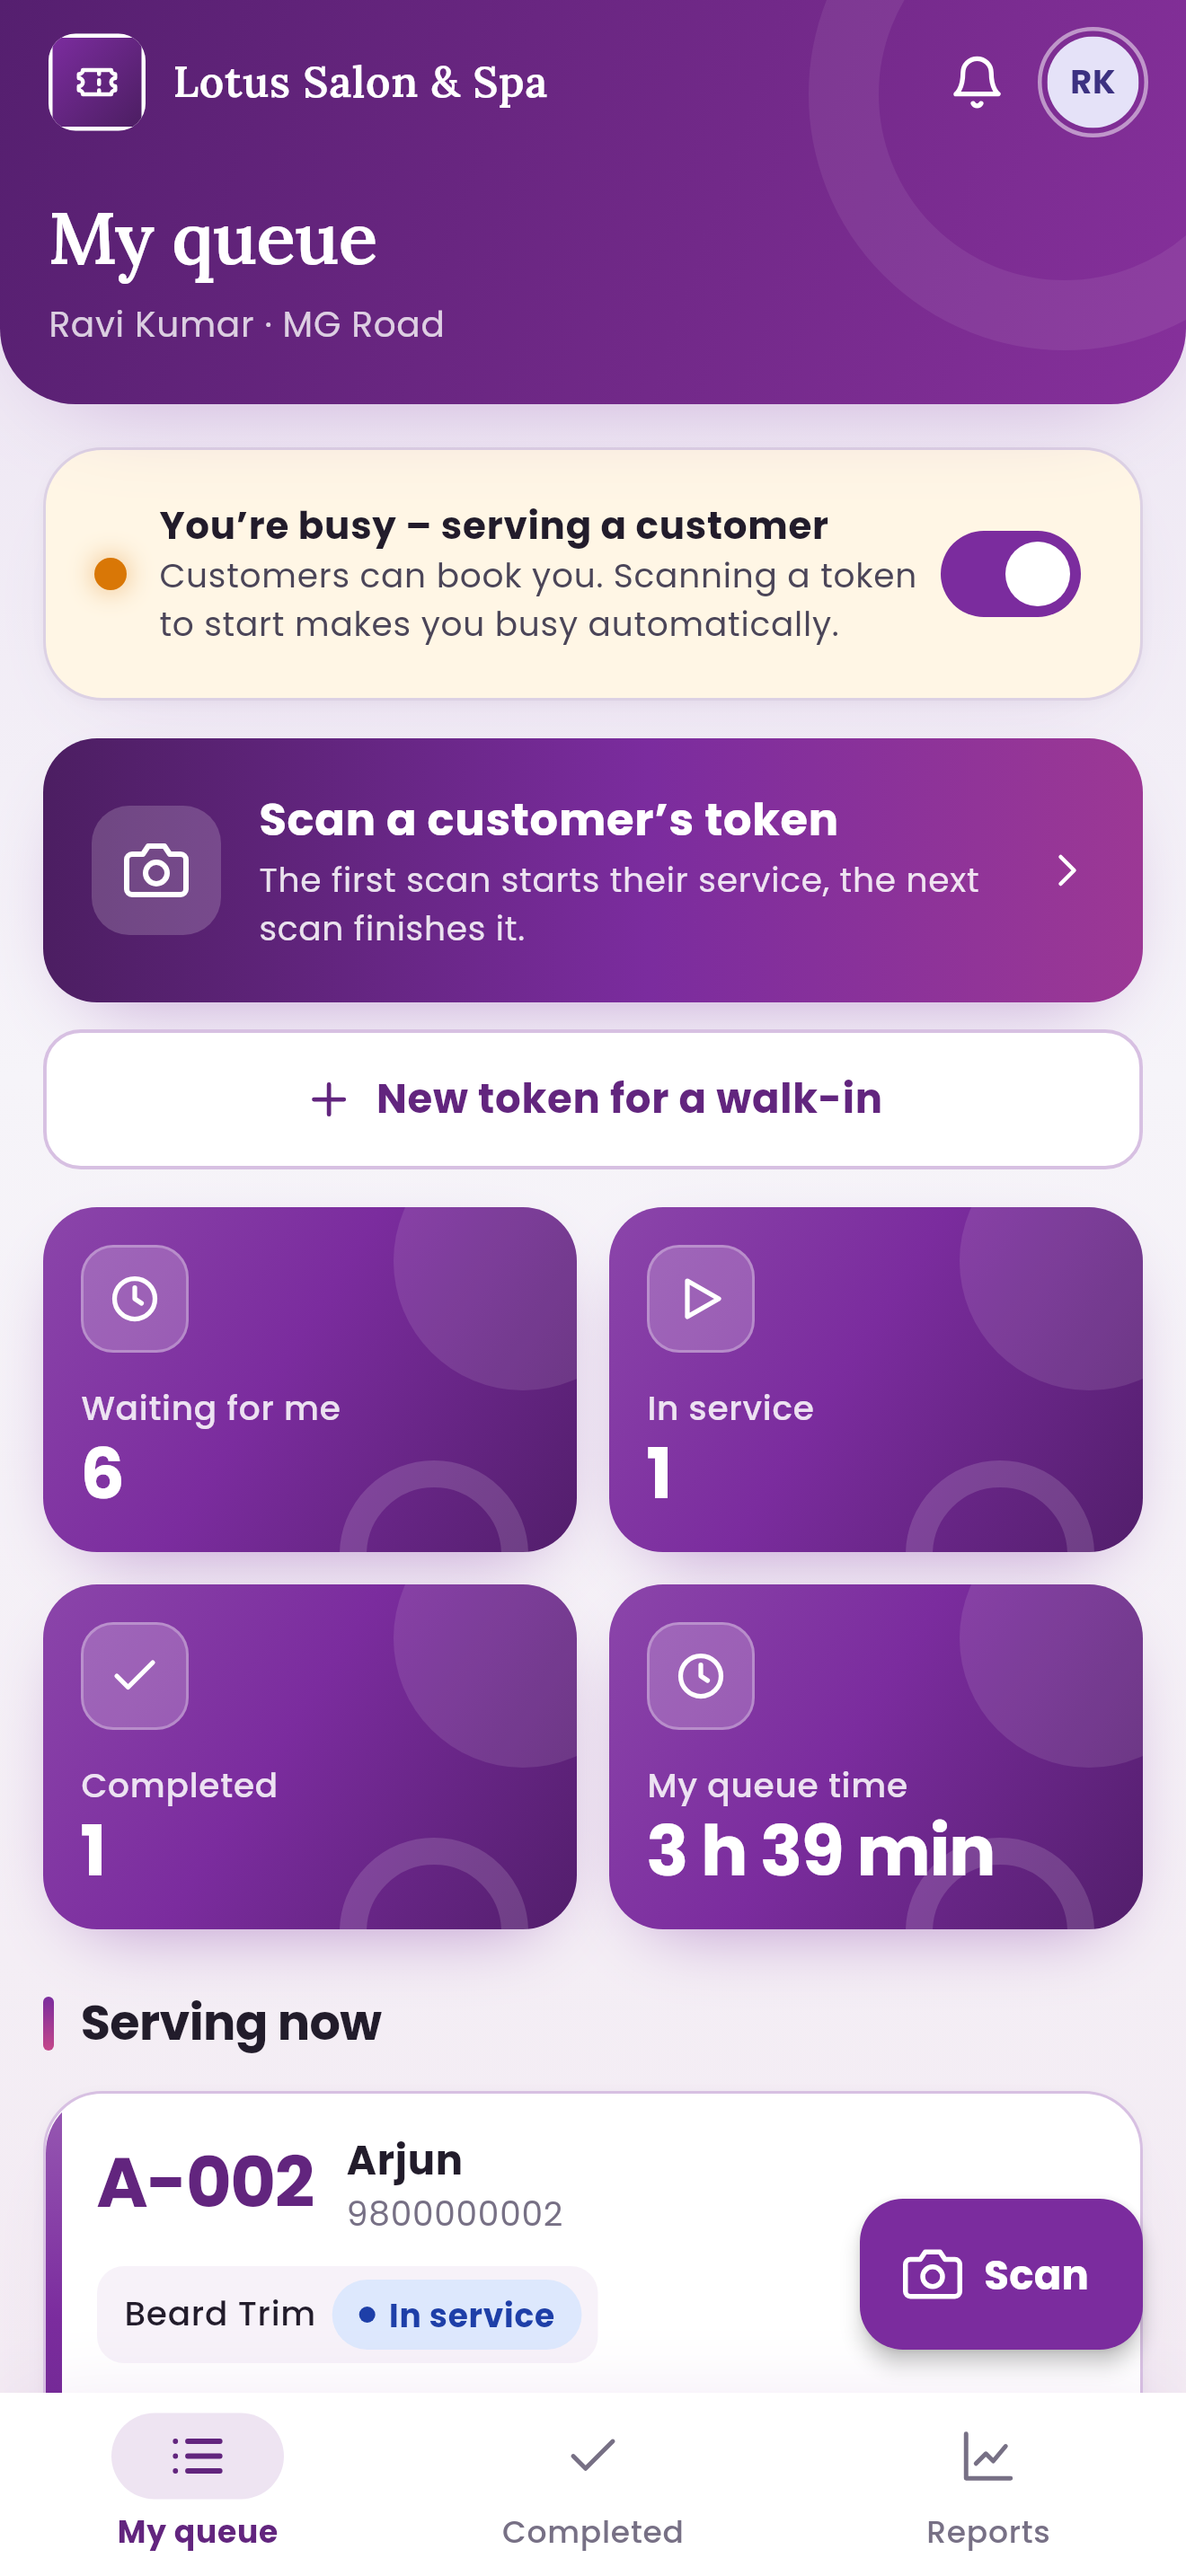 Lotus Salon & Spa
RK
My queue
Ravi Kumar · MG Road
You’re busy – serving a customer
Customers can book you. Scanning a token
to start makes you busy automatically.
Scan a customer’s token
The first scan starts their service, the next
scan finishes it.
New token for a walk-in
Waiting for me
6
In service
1
Completed
1
My queue time
3 h 39 min
Serving now
A-002
Arjun
9800000002
Beard Trim
In service
Scan
My queue
Completed
Reports